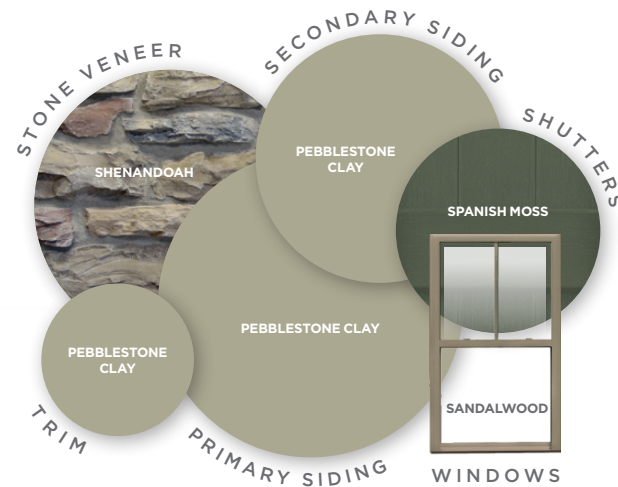 STONE VENEER
SHENANDOAH
SECONDARY SIDING
PEBBLESTONE
CLAY
SHUTTERS
SPANISH MOSS
PEBBLESTONE CLAY
PRIMARY SIDING
PEBBLESTONE
CLAY
TRIM
SANDALWOOD
WINDOWS